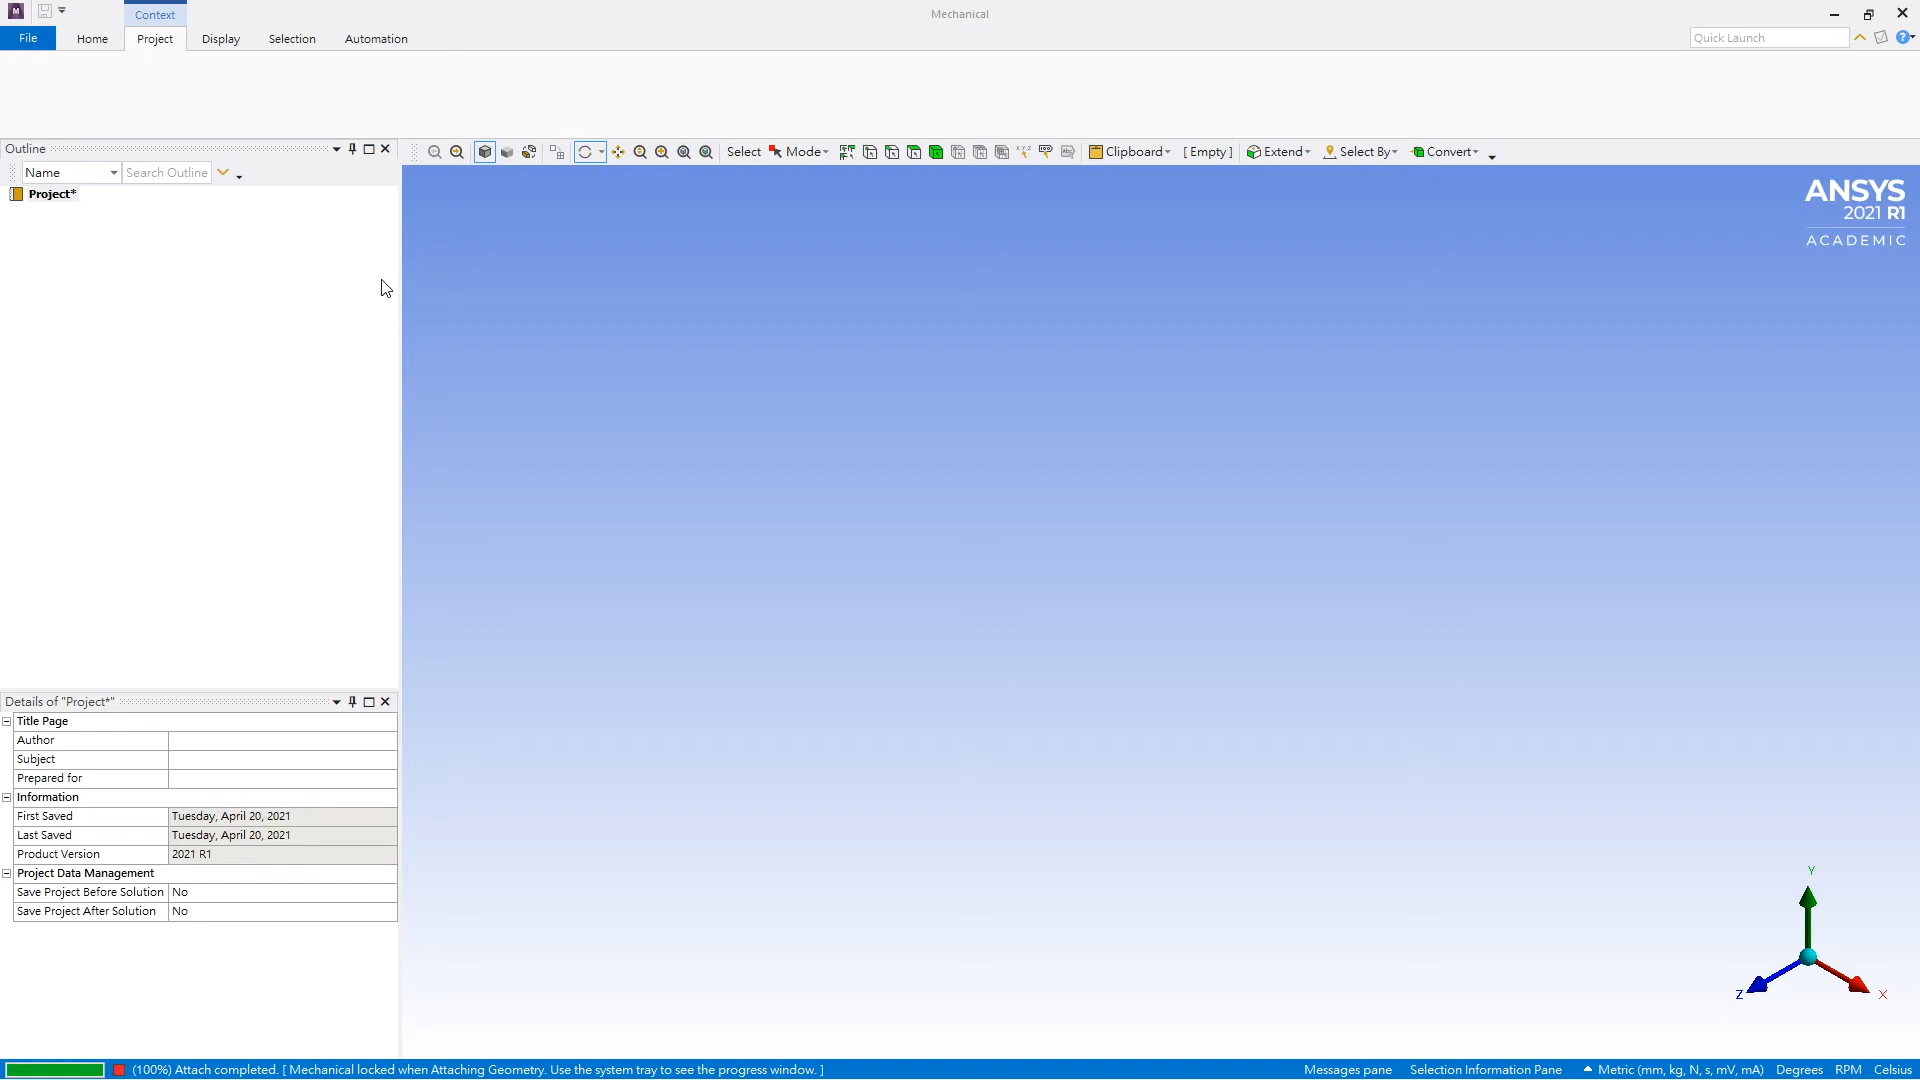 Context
Mechanical
File
Home
Project
Display
Selection
Automation
Quick Launch
Outline
Name
Search Outline
Select
Mode
Clipboard
[ Empty ]
Extend
Select By
Convert
Project*
ANSYS
2021 R1
ACADEMIC
Details of "Project*"
Title Page
Author
Subject
Prepared for
Information
First Saved Tuesday, April 20, 2021
Last Saved Tuesday, April 20, 2021
Product Version 2021 R1
Project Data Management
Save Project Before Solution No
Save Project After Solution No
Y
Z
X
(100%) Attach completed. [ Mechanical locked when Attaching Geometry. Use the system tray to see the progress window. ]
Messages pane
Selection Information Pane
Metric (mm, kg, N, s, mV, mA)
Degrees
RPM
Celsius